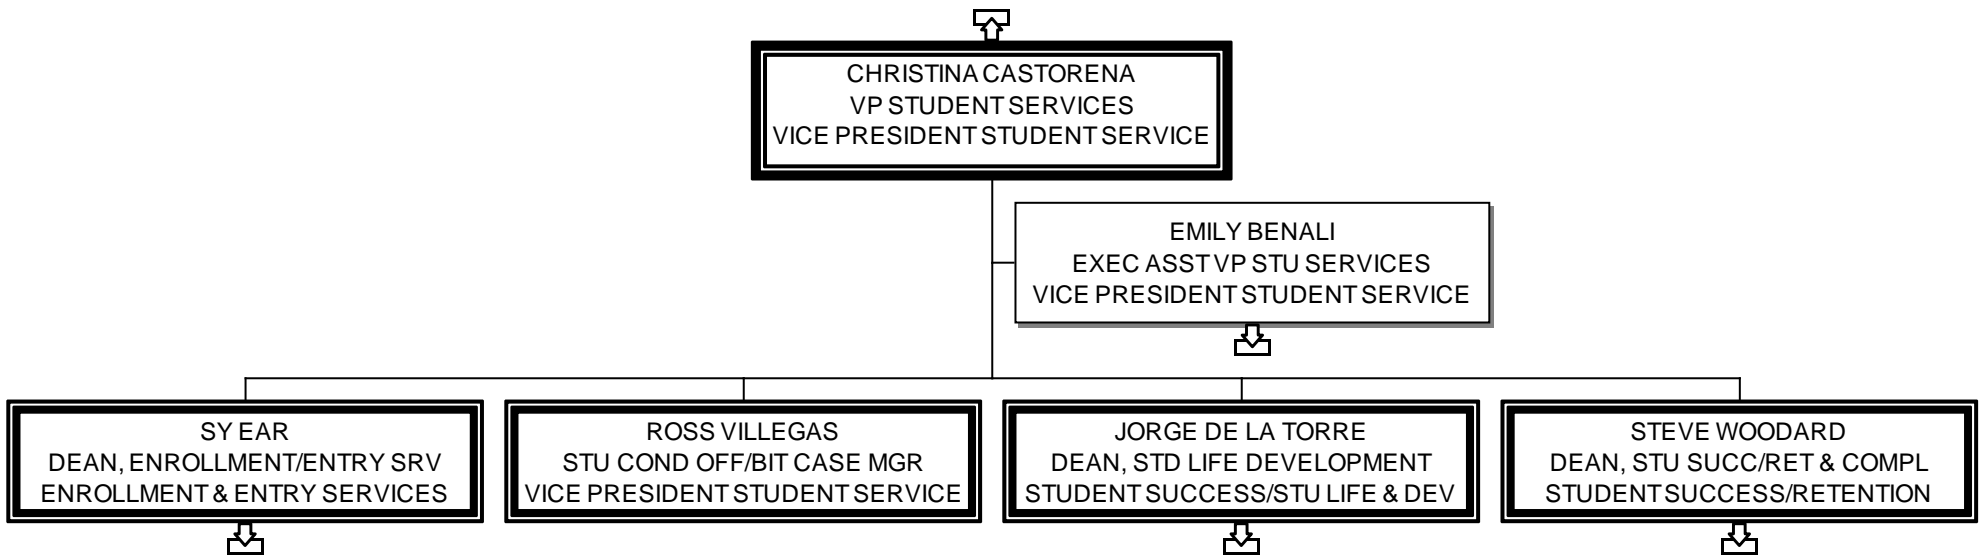 CHRISTINA CASTORENA
VP STUDENT SERVICES
VICE PRESIDENT STUDENT SERVICE
EMILY BENALI
EXEC ASST VP STU SERVICES
VICE PRESIDENT STUDENT SERVICE
SY EAR
DEAN, ENROLLMENT/ENTRY SRV
ENROLLMENT & ENTRY SERVICES
ROSS VILLEGAS
STU COND OFF/BIT CASE MGR
VICE PRESIDENT STUDENT SERVICE
JORGE DE LA TORRE
DEAN, STD LIFE DEVELOPMENT
STUDENT SUCCESS/STU LIFE & DEV
STEVE WOODARD
DEAN, STU SUCC/RET & COMPL
STUDENT SUCCESS/RETENTION